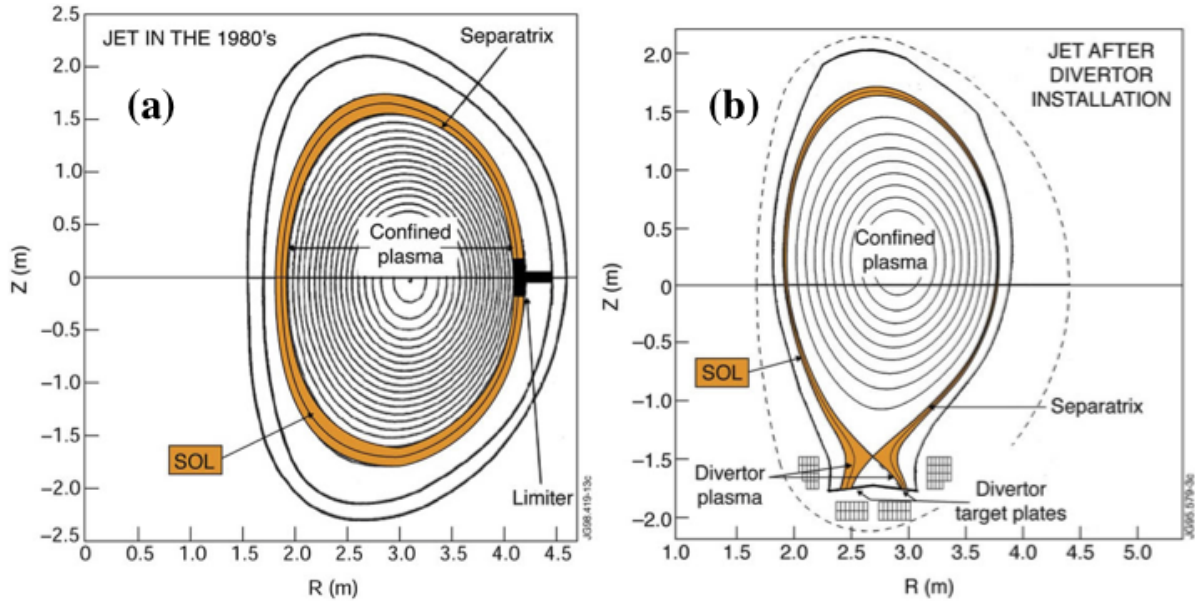 2.5
2.0
1.5
1.0
0.5
0
−0.5
−1.0
−1.5
−2.0
−2.5
Z (m)
JET IN THE 1980's
Separatrix
(a)
Confined
plasma
SOL
Limiter
JG98.419-13c
0
0.5
1.0
1.5
2.0
2.5
3.0
3.5
4.0
4.5
R (m)
2.0
1.5
1.0
0.5
0
−0.5
−1.0
−1.5
−2.0
Z (m)
(b)
JET AFTER
DIVERTOR
INSTALLATION
Confined
plasma
SOL
Separatrix
Divertor
plasma
Divertor
target plates
JG95.579-3c
1.0
2.0
2.5
3.0
3.5
4.0
5.0
R (m)